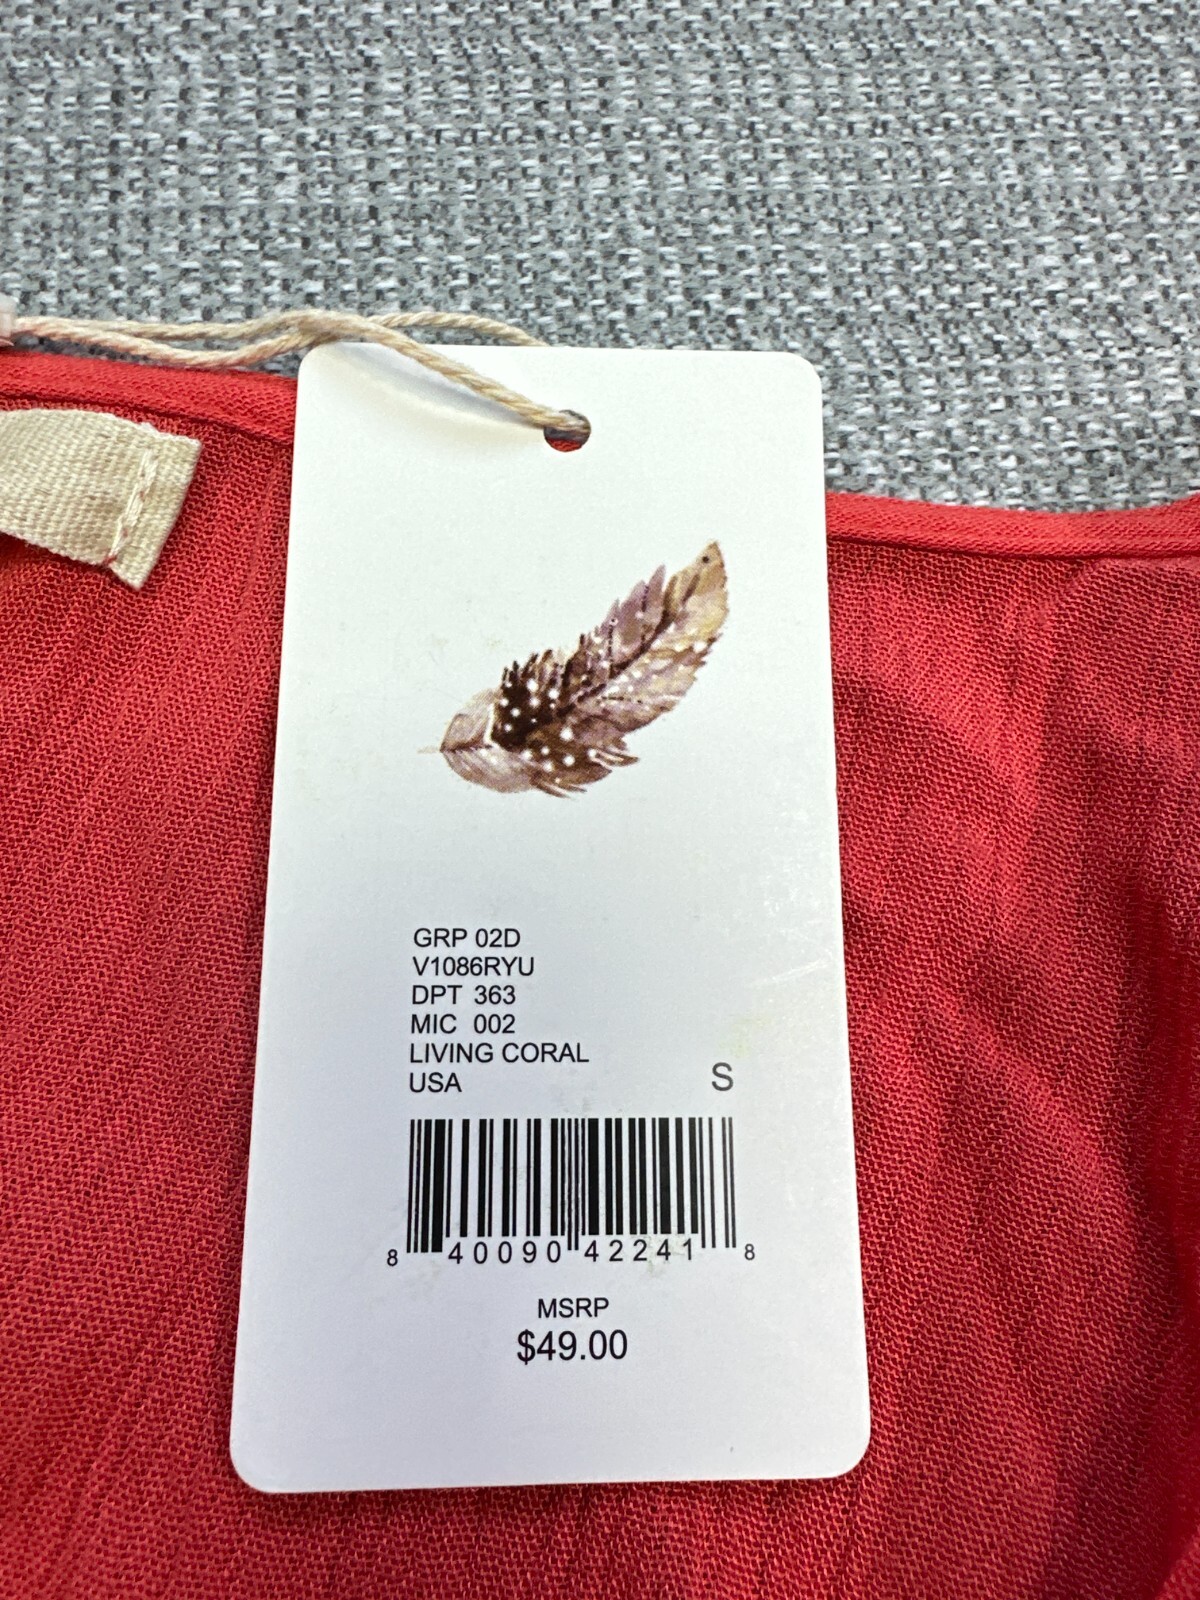 GRP 02D
V1086RYU
DPT 363
MIC 002
LIVING CORAL
USA S
8 40090 42241 8
MSRP
$49.00